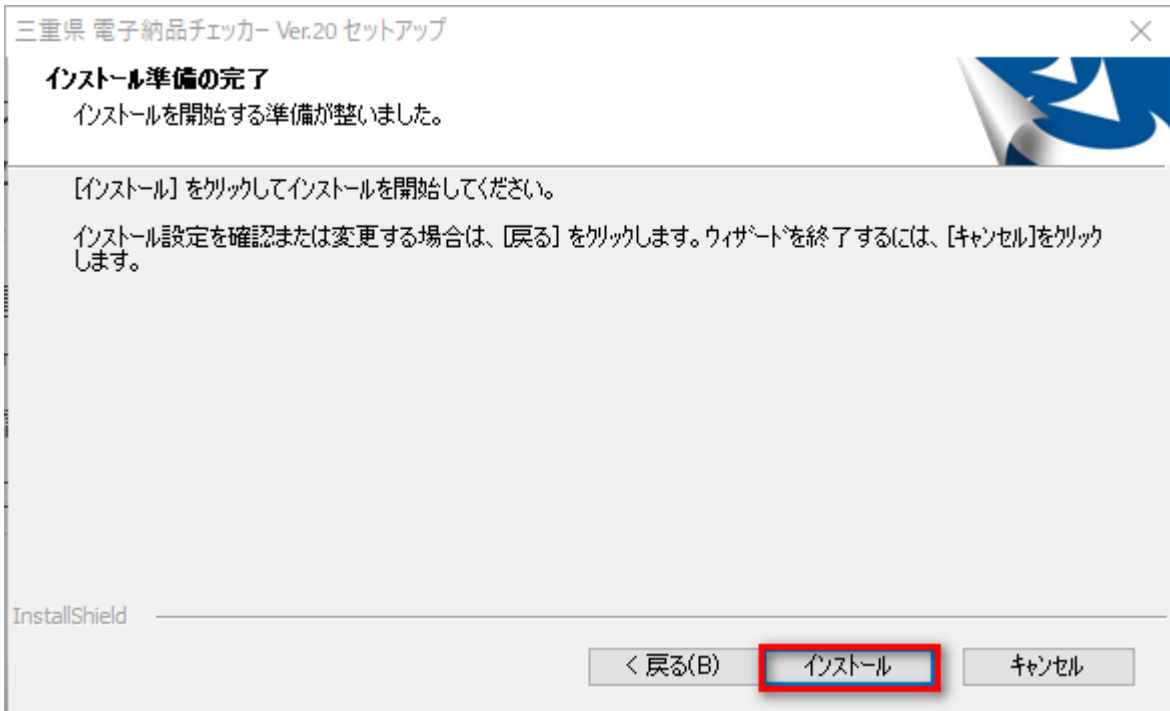 三重県 電子納品チェッカー Ver.20 セットアップ
インストール準備の完了
インストールを開始する準備が整いました。
[インストール] をクリックしてインストールを開始してください。
インストール設定を確認または変更する場合は、[戻る] をクリックします。ウィザードを終了するには、[キャンセル]をクリック
します。
InstallShield
< 戻る(B)
インストール
キャンセル